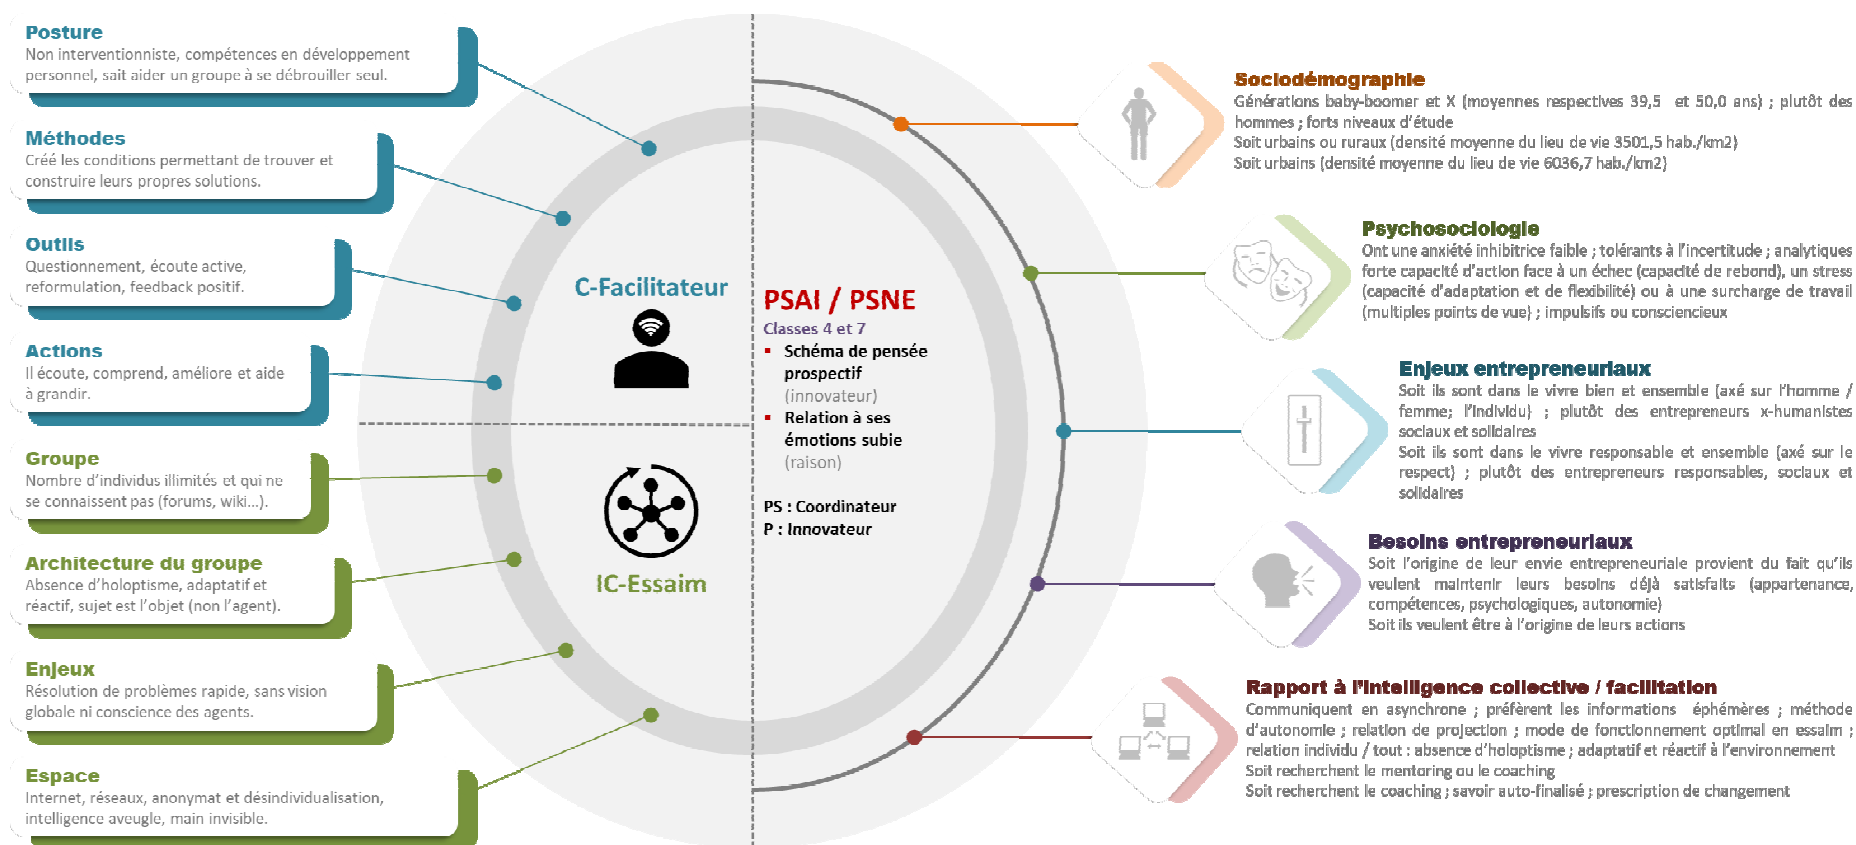 Posture
Non interventionniste, compétences en développement
personnel, sait aider un groupe à se débrouiller seul.
Méthodes
Créé les conditions permettant de trouver et
construire leurs propres solutions.
Outils
Questionnement, écoute active,
reformulation, feedback positif.
Actions
Il écoute, comprend, améliore et aide
à grandir.
Groupe
Nombre d'individus illimités et qui ne
se connaissent pas (forums, wiki...).
Architecture du groupe
Absence d'holoptisme, adaptatif et
réactif, sujet est l'objet (non l'agent).
Enjeux
Résolution de problèmes rapide, sans vision
globale ni conscience des agents.
Espace
Internet, réseaux, anonymat et désindividualisation,
intelligence aveugle, main invisible.
C-Facilitateur
IC-Essaim
PSAI / PSNE
Classes 4 et 7
▪ Schéma de pensée
prospectif
(innovateur)
▪ Relation à ses
émotions subie
(raison)
PS : Coordinateur
P : Innovateur
Sociodémographie
Générations baby-boomer et X (moyennes respectives 39,5 et 50,0 ans) ; plutôt des
hommes ; forts niveaux d'étude
Soit urbains ou ruraux (densité moyenne du lieu de vie 3501,5 hab./km2)
Soit urbains (densité moyenne du lieu de vie 6036,7 hab./km2)
Psychosociologie
Ont une anxiété inhibitrice faible ; tolérants à l'incertitude ; analytiques
forte capacité d'action face à un échec (capacité de rebond), un stress
(capacité d'adaptation et de flexibilité) ou à une surcharge de travail
(multiples points de vue) ; impulsifs ou consciencieux
Enjeux entrepreneuriaux
Soit ils sont dans le vivre bien et ensemble (axé sur l'homme /
femme; l'individu) ; plutôt des entrepreneurs x-humanistes
sociaux et solidaires
Soit ils sont dans le vivre responsable et ensemble (axé sur le
respect) ; plutôt des entrepreneurs responsables, sociaux et
solidaires
Besoins entrepreneuriaux
Soit l'origine de leur envie entrepreneuriale provient du fait qu'ils
veulent maintenir leurs besoins déjà satisfaits (appartenance,
compétences, psychologiques, autonomie)
Soit ils veulent être à l'origine de leurs actions
Rapport à l'intelligence collective / facilitation
Communiquent en asynchrone ; préfèrent les informations éphémères ; méthode
d'autonomie ; relation de projection ; mode de fonctionnement optimal en essaim ;
relation individu / tout : absence d'holoptisme ; adaptatif et réactif à l'environnement
Soit recherchent le mentoring ou le coaching
Soit recherchent le coaching ; savoir auto-finalisé ; prescription de changement